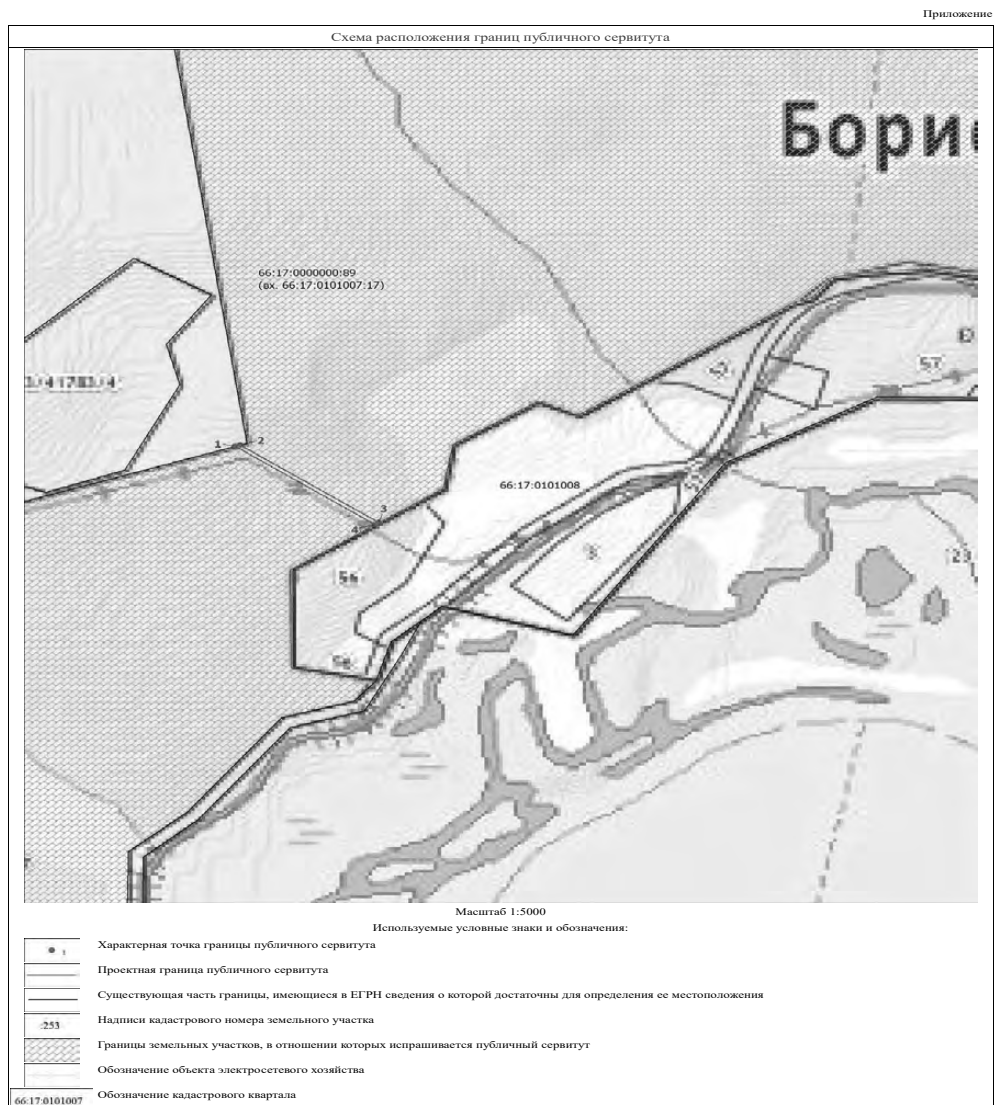 Приложение
Схема расположения границ публичного сервитута
66:17:0000000:89
(вх. 66:17:0101007:17)
57
1
2
66:17:0101008
3
4
56
23
Масштаб 1:5000
Используемые условные знаки и обозначения:
1 Характерная точка границы публичного сервитута
Проектная граница публичного сервитута
Существующая часть границы, имеющиеся в ЕГРН сведения о которой достаточны для определения ее местоположения
:253 Надписи кадастрового номера земельного участка
Границы земельных участков, в отношении которых испрашивается публичный сервитут
Обозначение объекта электросетевого хозяйства
66:17:0101007 Обозначение кадастрового квартала